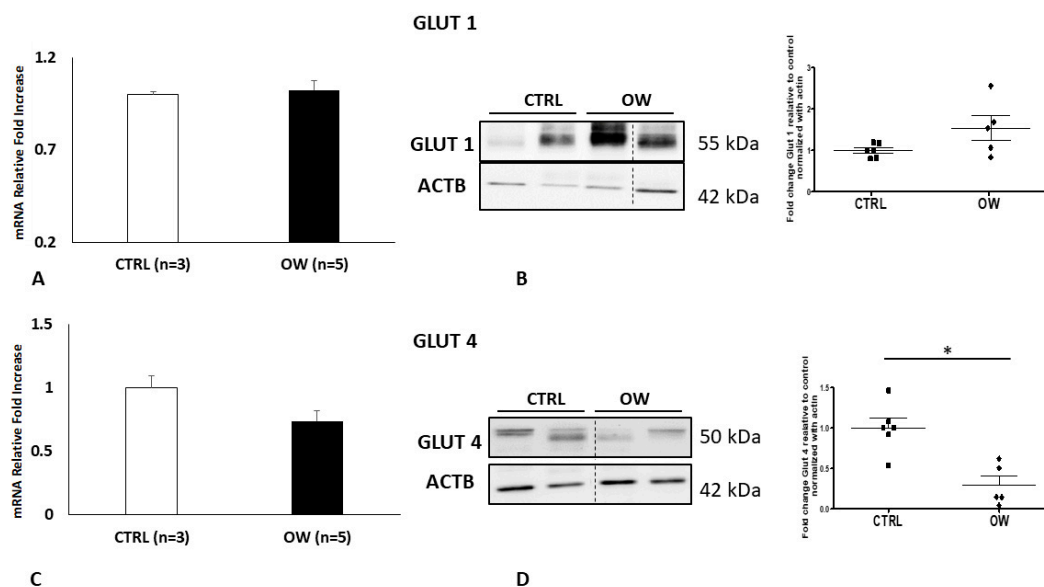 GLUT 1
mRNA Relative Fold Increase
1.2
0.7
0.2
CTRL (n=3)
OW (n=5)
A
CTRL
OW
GLUT 1
55 kDa
ACTB
42 kDa
B
Fold change Glut 1 realative to control
normalized with actin
3
2
1
0
CTRL
OW
GLUT 4
mRNA Relative Fold Increase
1.5
1
0.5
0
CTRL (n=3)
OW (n=5)
C
CTRL
OW
GLUT 4
50 kDa
ACTB
42 kDa
D
Fold change Glut 4 realative to control
normalized with actin
*
1.5
1.0
0.5
0.0
CTRL
OW